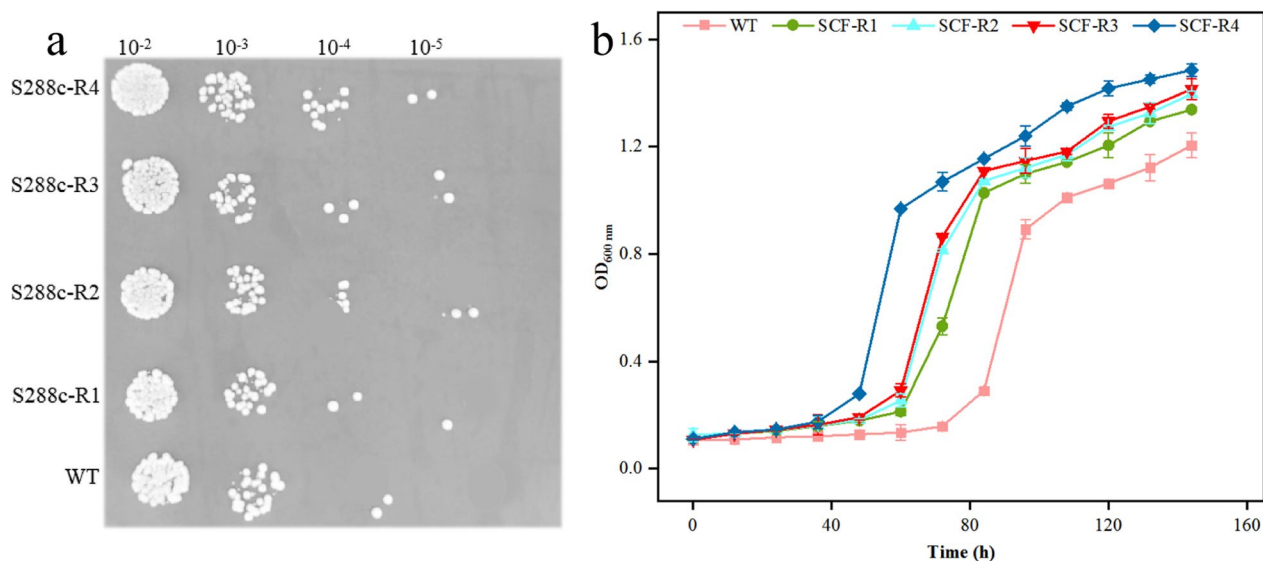 a
10-2 10-3 10-4 10-5
S288c-R4
S288c-R3
S288c-R2
S288c-R1
WT
b
WT SCF-R1 SCF-R2 SCF-R3 SCF-R4
1.6
1.2
0.8
0.4
0.0
OD600 nm
0 40 80 120 160
Time (h)